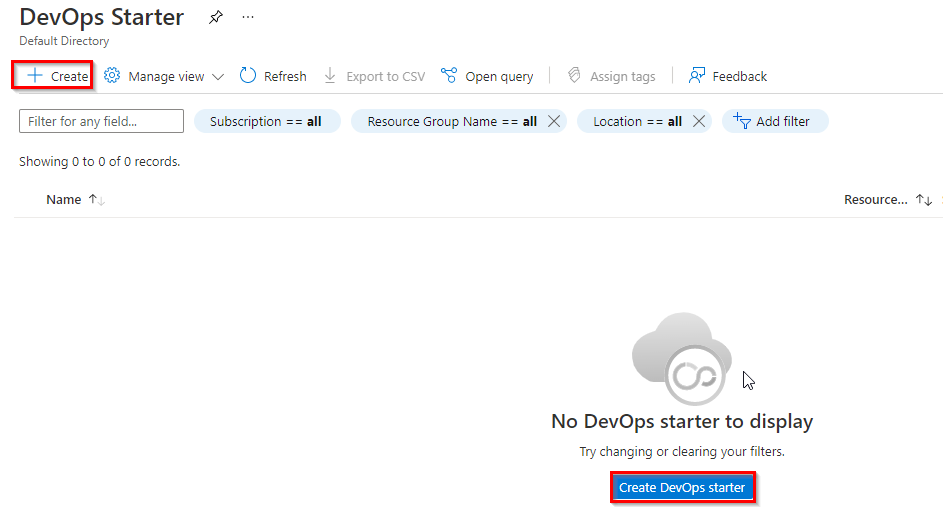 DevOps Starter ...
Default Directory
+ Create Manage view Refresh Export to CSV Open query Assign tags Feedback
Filter for any field... Subscription == all Resource Group Name == all Location == all Add filter
Showing 0 to 0 of 0 records.
Name Resource...
No DevOps starter to display
Try changing or clearing your filters.
Create DevOps starter